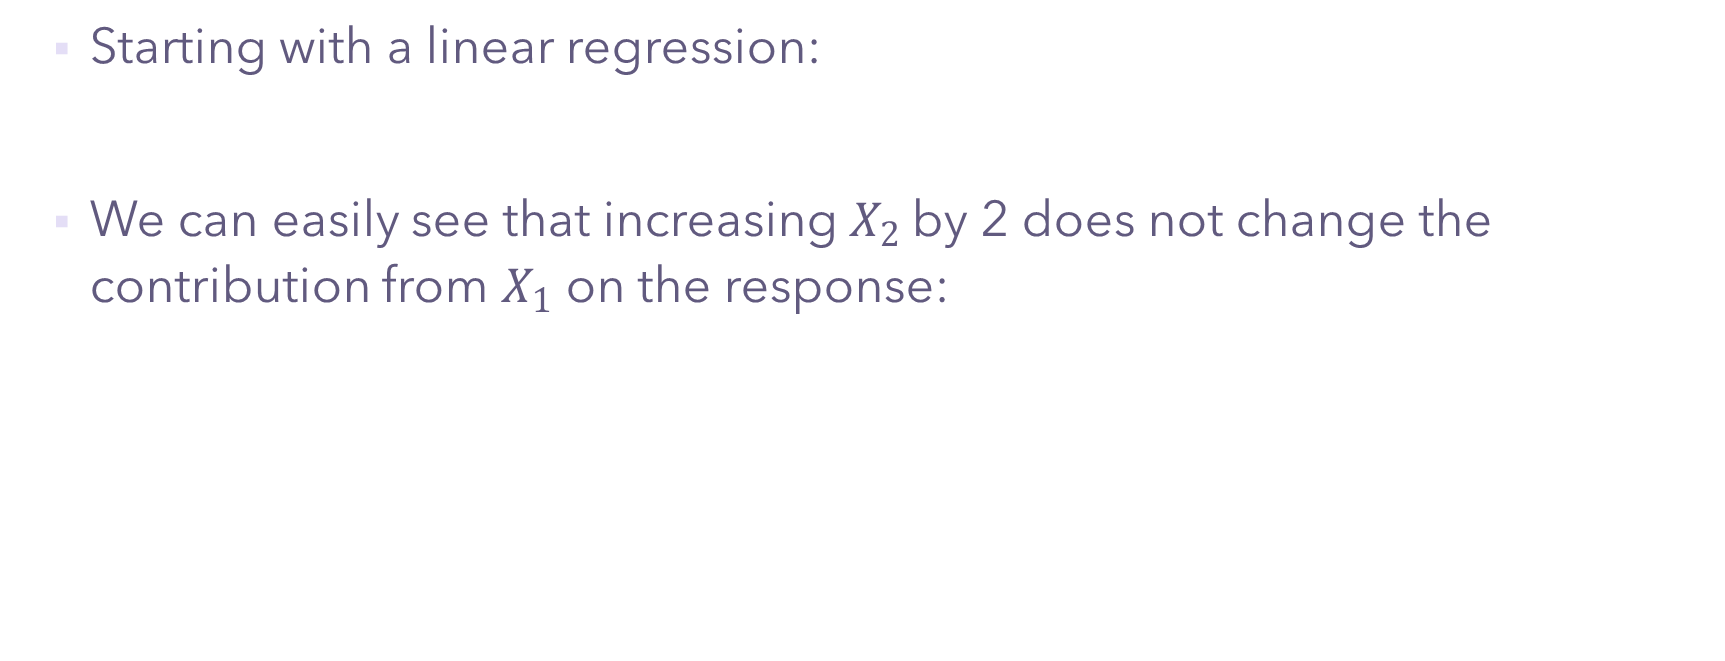 ▪ Starting with a linear regression:
▪ We can easily see that increasing X₂ by 2 does not change the
contribution from X₁ on the response: